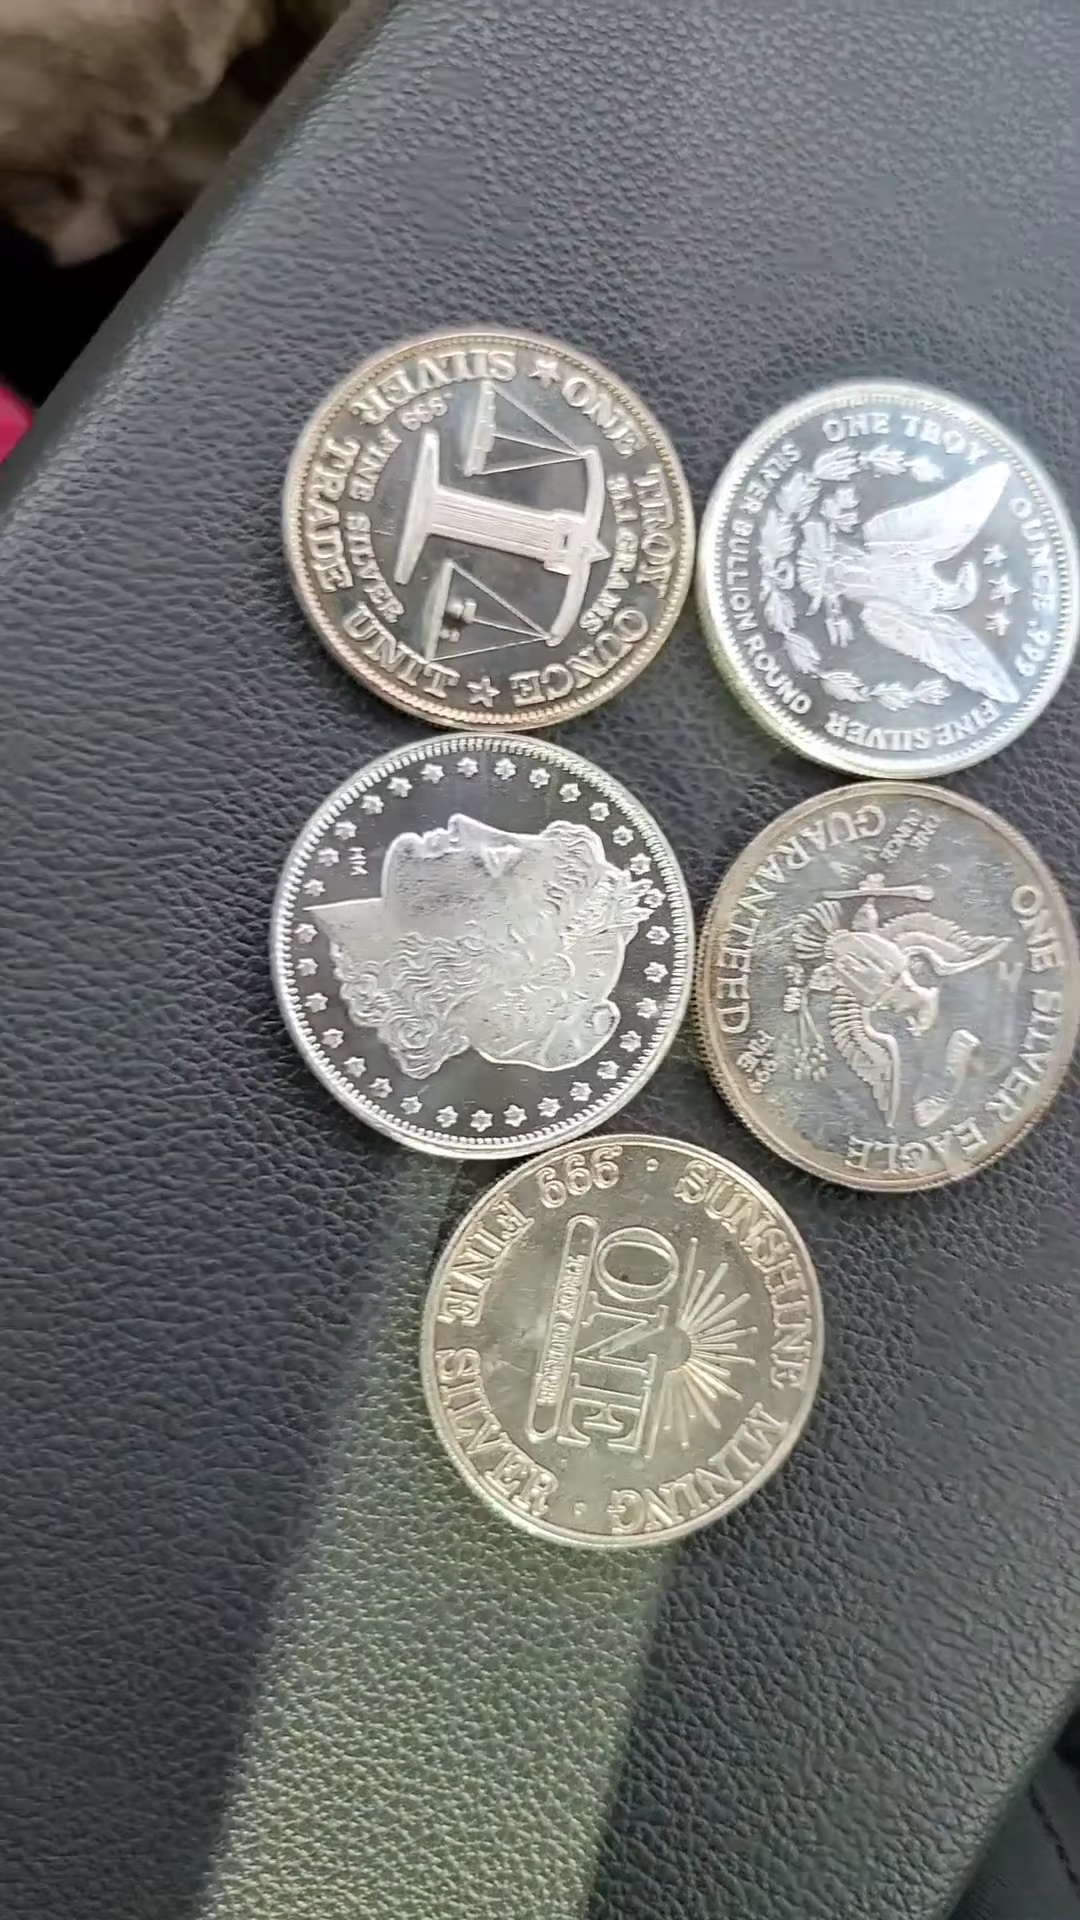 ONE TROY OUNCE
31.1 GRAMS
.999 FINE SILVER
SILVER TRADE UNIT
ONE TROY OUNCE .999 FINE SILVER
SILVER BULLION ROUND
HM
ONE SILVER EAGLE
GUARANTEED
SUNSHINE MINING
ONE
TROY OUNCE
999 FINE SILVER